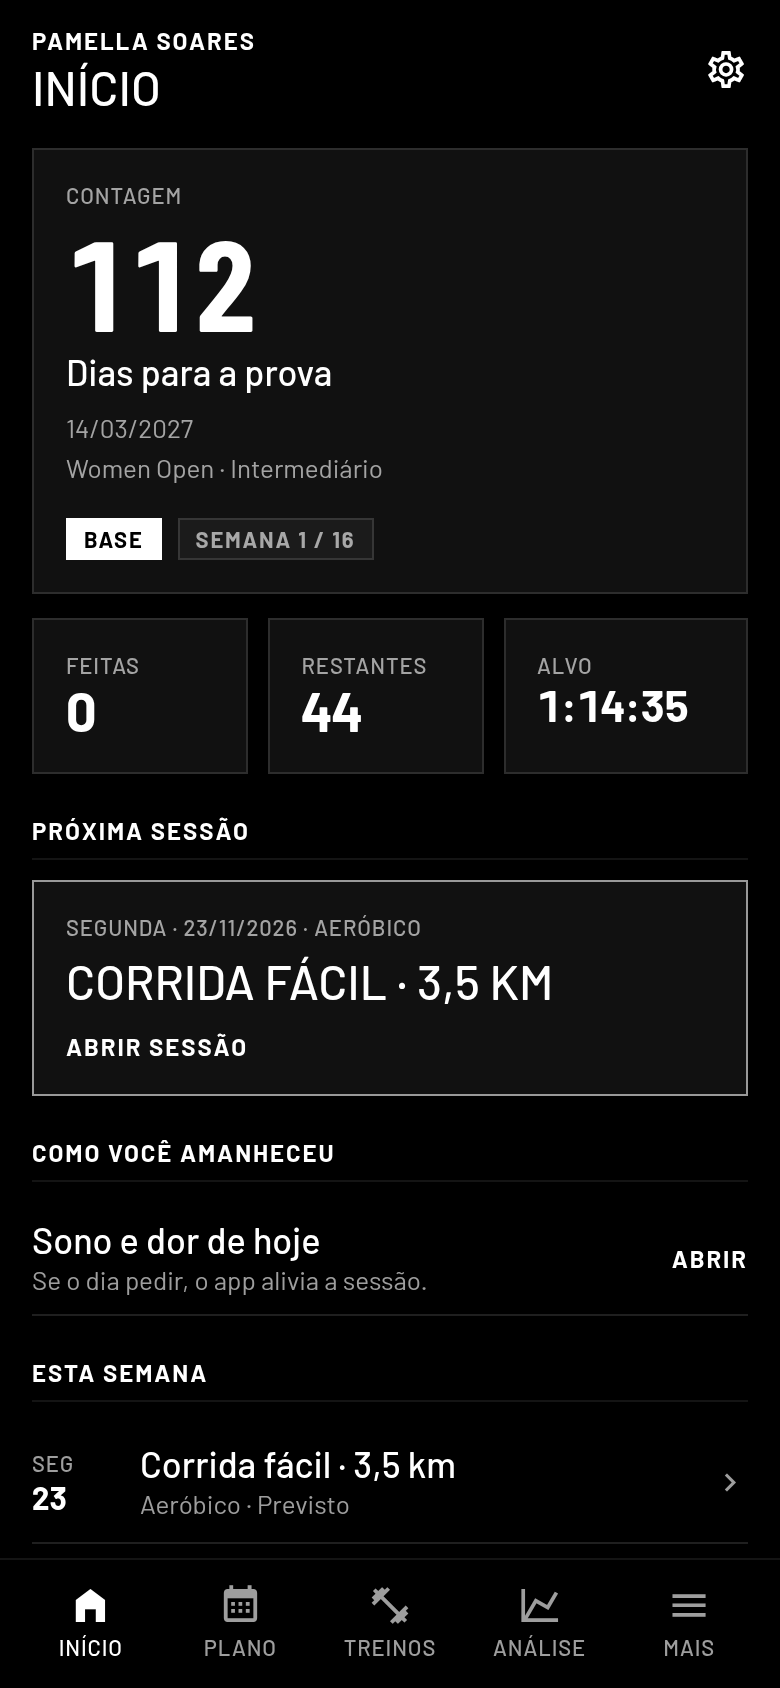 PAMELLA SOARES
INÍCIO
CONTAGEM
112
Dias para a prova
14/03/2027
Women Open · Intermediário
BASE
SEMANA 1 / 16
FEITAS
0
RESTANTES
44
ALVO
1:14:35
PRÓXIMA SESSÃO
SEGUNDA · 23/11/2026 · AERÓBICO
CORRIDA FÁCIL · 3,5 KM
ABRIR SESSÃO
COMO VOCÊ AMANHECEU
Sono e dor de hoje
Se o dia pedir, o app alivia a sessão.
ABRIR
ESTA SEMANA
SEG
23
Corrida fácil · 3,5 km
Aeróbico · Previsto
INÍCIO
PLANO
TREINOS
ANÁLISE
MAIS